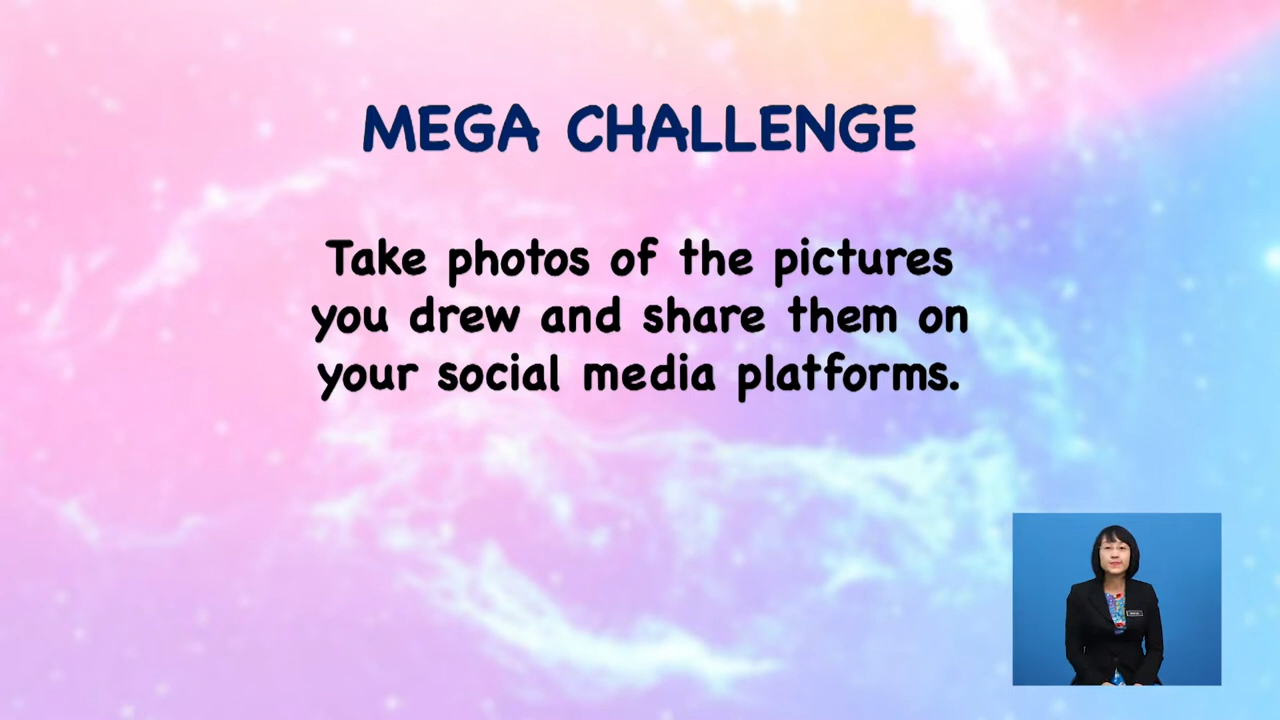 MEGA CHALLENGE
Take photos of the pictures
you drew and share them on
your social media platforms.